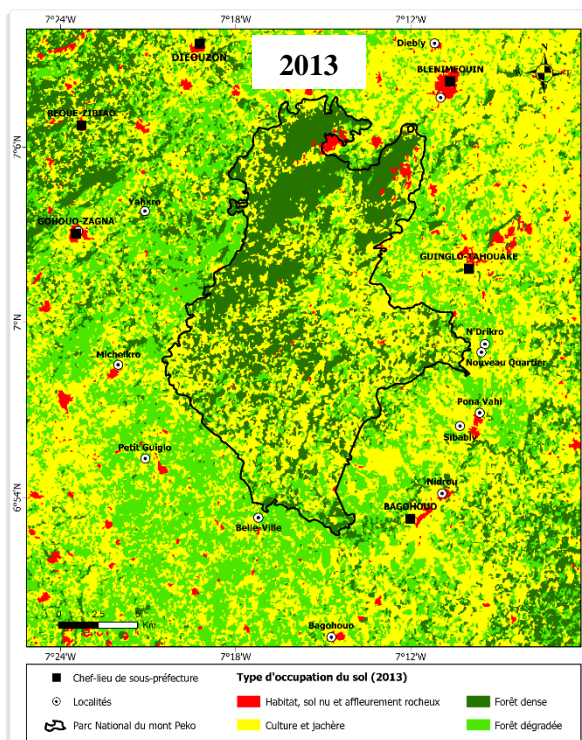 7°24'W 7°18'W 7°12'W
2013
N
Diebly
DIEOUZON
BLENIMEOUIN
BEOUE-ZIBIAO
7°6'N
Yahkro
GOHOUO-ZAGNA
GUINGLO-TAHOUAKE
7°N
N'Drikro
Nouveau Quartier
Michelkro
Pona Vahi
Sibably
Petit Guiglo
Nidrou
6°54'N
BAGOHOUO
Belle-Ville
0 2,5 5
Km
Bagohouo
7°24'W 7°18'W 7°12'W
Chef-lieu de sous-préfecture
Localités
Parc National du mont Peko
Type d'occupation du sol (2013)
Habitat, sol nu et affleurement rocheux
Culture et jachère
Forêt dense
Forêt dégradée